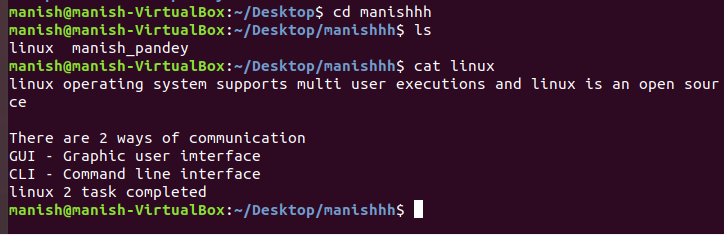 manish@manish-VirtualBox:~/Desktop$ cd manishhh
manish@manish-VirtualBox:~/Desktop/manishhh$ ls
linux  manish_pandey
manish@manish-VirtualBox:~/Desktop/manishhh$ cat linux
linux operating system supports multi user executions and linux is an open sour
ce

There are 2 ways of communication
GUI - Graphic user imterface
CLI - Command line interface
linux 2 task completed
manish@manish-VirtualBox:~/Desktop/manishhh$